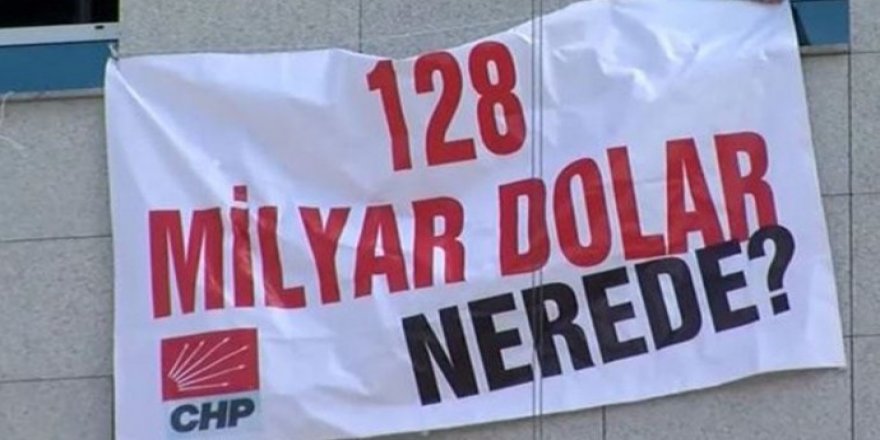 128
MİLYAR DOLAR
NEREDE?
CHP